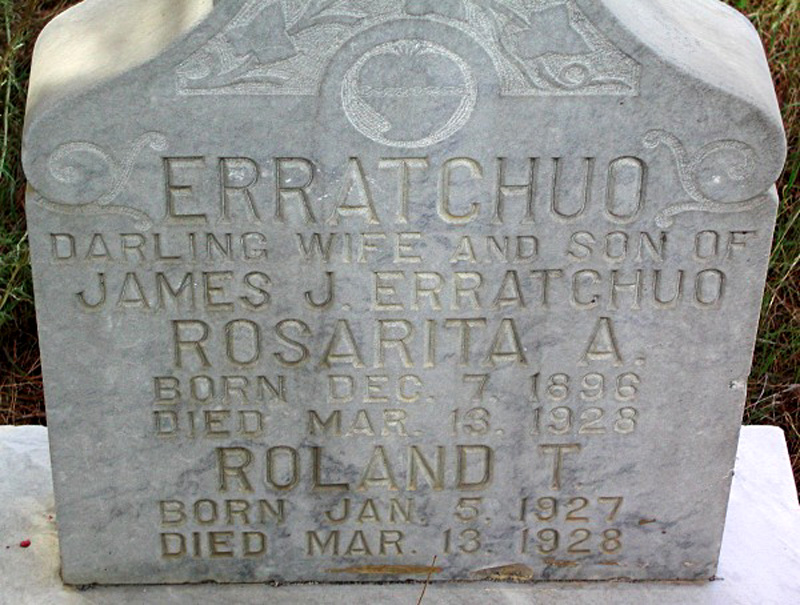 ERRATCHUO
DARLING WIFE AND SON OF
JAMES J. ERRATCHUO
ROSARITA A.
BORN DEC. 7. 1896
DIED MAR. 13. 1928
ROLAND T.
BORN JAN. 5. 1927
DIED MAR. 13. 1928